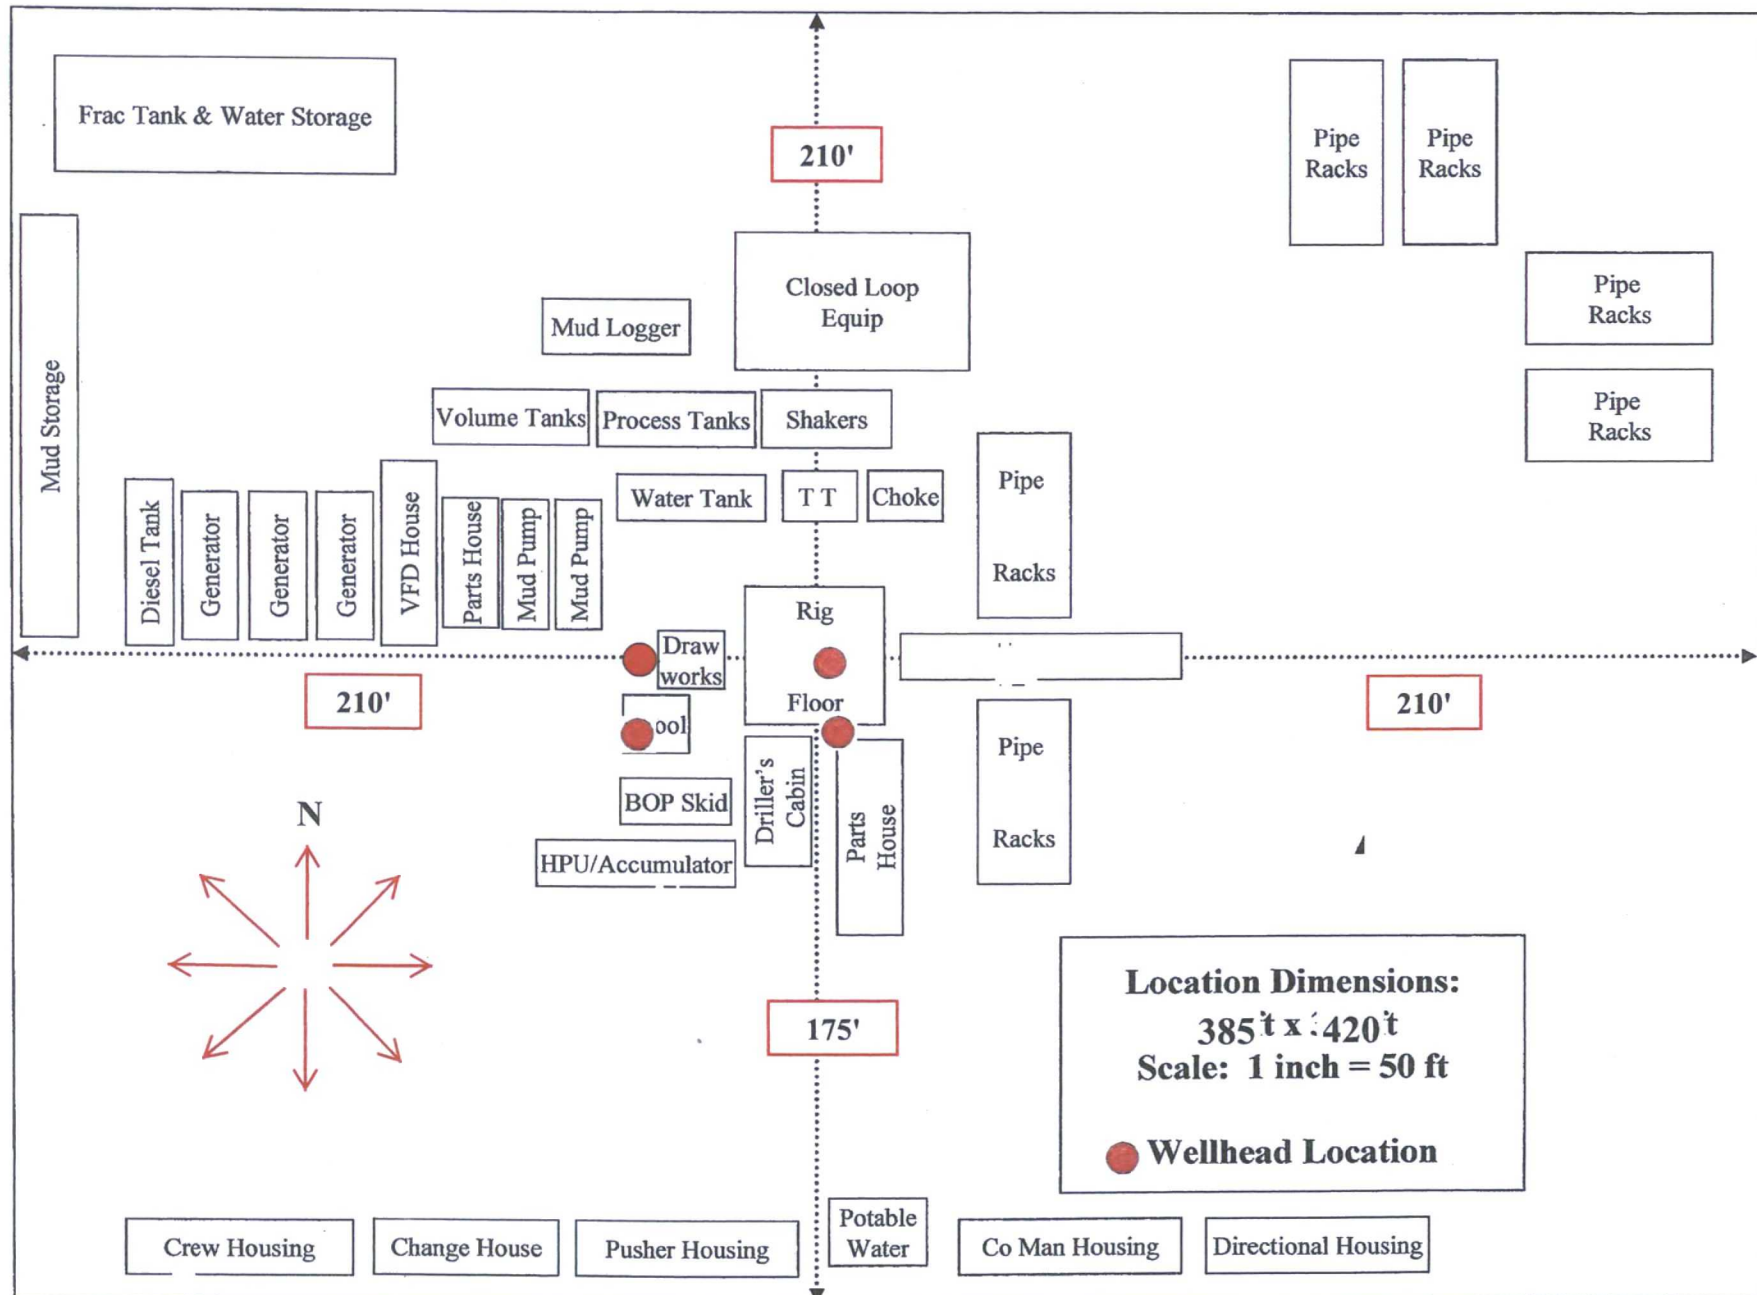 Frac Tank & Water Storage
210'
Pipe
Racks
Pipe
Racks
Closed Loop
Equip
Pipe
Racks
Mud Logger
Pipe
Racks
Mud Storage
Volume Tanks
Process Tanks
Shakers
Diesel Tank
Generator
Generator
Generator
VFD House
Parts House
Mud Pump
Mud Pump
Water Tank
T T
Choke
Pipe
Racks
Rig
Floor
Draw
works
210'
210'
ool
Pipe
Racks
BOP Skid
Driller's
Cabin
Parts
House
HPU/Accumulator
N
175'
Location Dimensions:
385 t x 420 t
Scale: 1 inch = 50 ft
Wellhead Location
Crew Housing
Change House
Pusher Housing
Potable
Water
Co Man Housing
Directional Housing